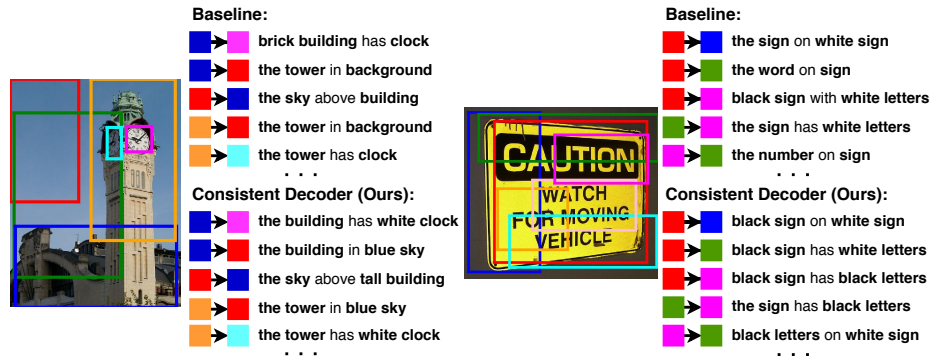 Baseline:
brick building has clock
the tower in background
the sky above building
the tower in background
the tower has clock
. . .
Consistent Decoder (Ours):
the building has white clock
the building in blue sky
the sky above tall building
the tower in blue sky
the tower has white clock
. . .
CAUTION
WATCH
FOR MOVING
VEHICLE
Baseline:
the sign on white sign
the word on sign
black sign with white letters
the sign has white letters
the number on sign
. . .
Consistent Decoder (Ours):
black sign on white sign
black sign has white letters
black sign has black letters
the sign has black letters
black letters on white sign
. . .